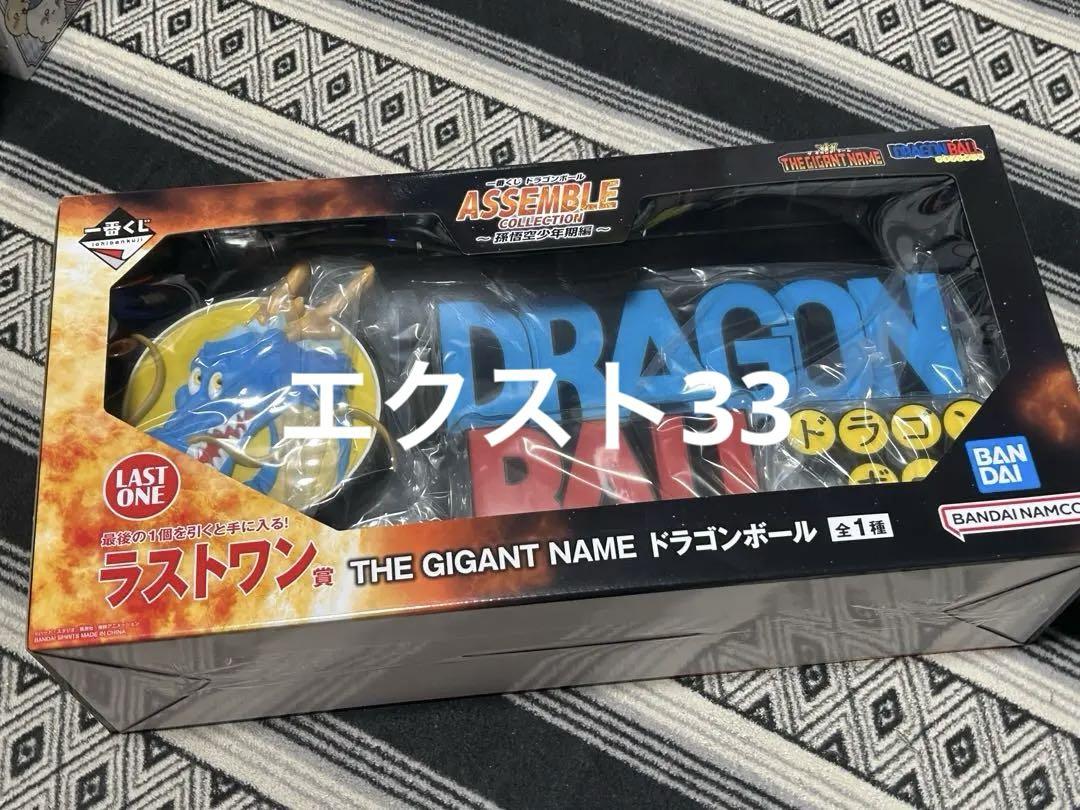 THE GIGANT NAME
DRAGON BALL
一番くじ ドラゴンボール
ASSEMBLE
COLLECTION
～ 孫悟空少年期編 ～
一番くじ
ichibankuji
DRAGON
BALL
ドラゴン
エクスト33
LAST
ONE
最後の1個を引くと手に入る!
ラストワン賞
THE GIGANT NAME ドラゴンボール 全1種
BAN
DAI
BANDAI NAMCO
BANDAI SPIRITS MADE IN CHINA